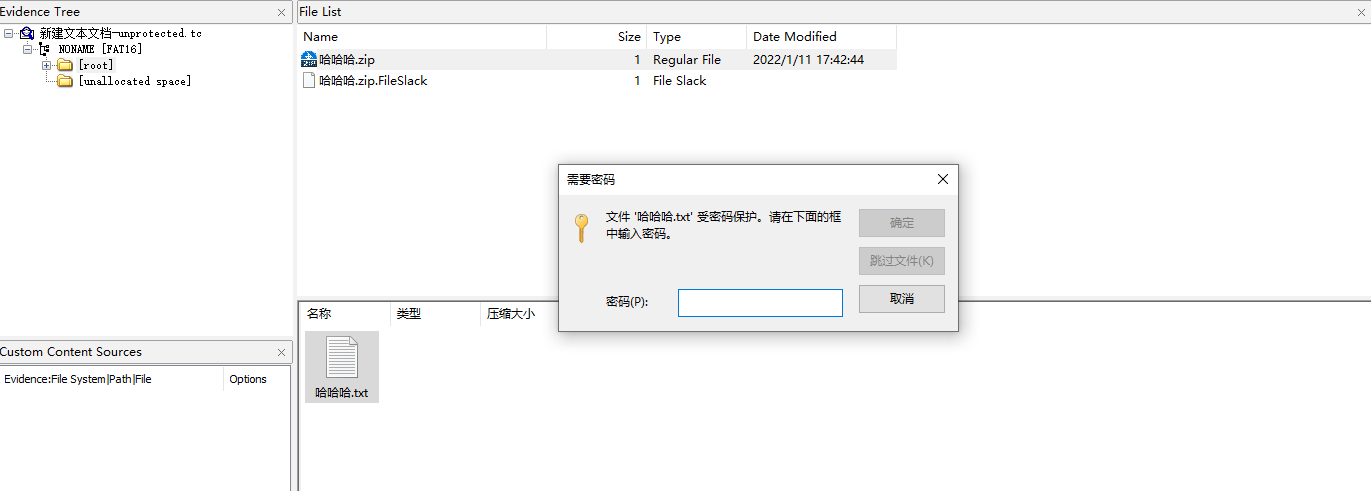 Evidence Tree
新建文本文档-unprotected.tc
NONAME [FAT16]
[root]
[unallocated space]
File List
Name Size Type Date Modified
哈哈哈.zip 1 Regular File 2022/1/11 17:42:44
哈哈哈.zip.FileSlack 1 File Slack
需要密码
文件 '哈哈哈.txt' 受密码保护。请在下面的框
中输入密码。
确定
跳过文件(K)
密码(P):
取消
名称 类型 压缩大小
哈哈哈.txt
Custom Content Sources
Evidence:File System|Path|File Options